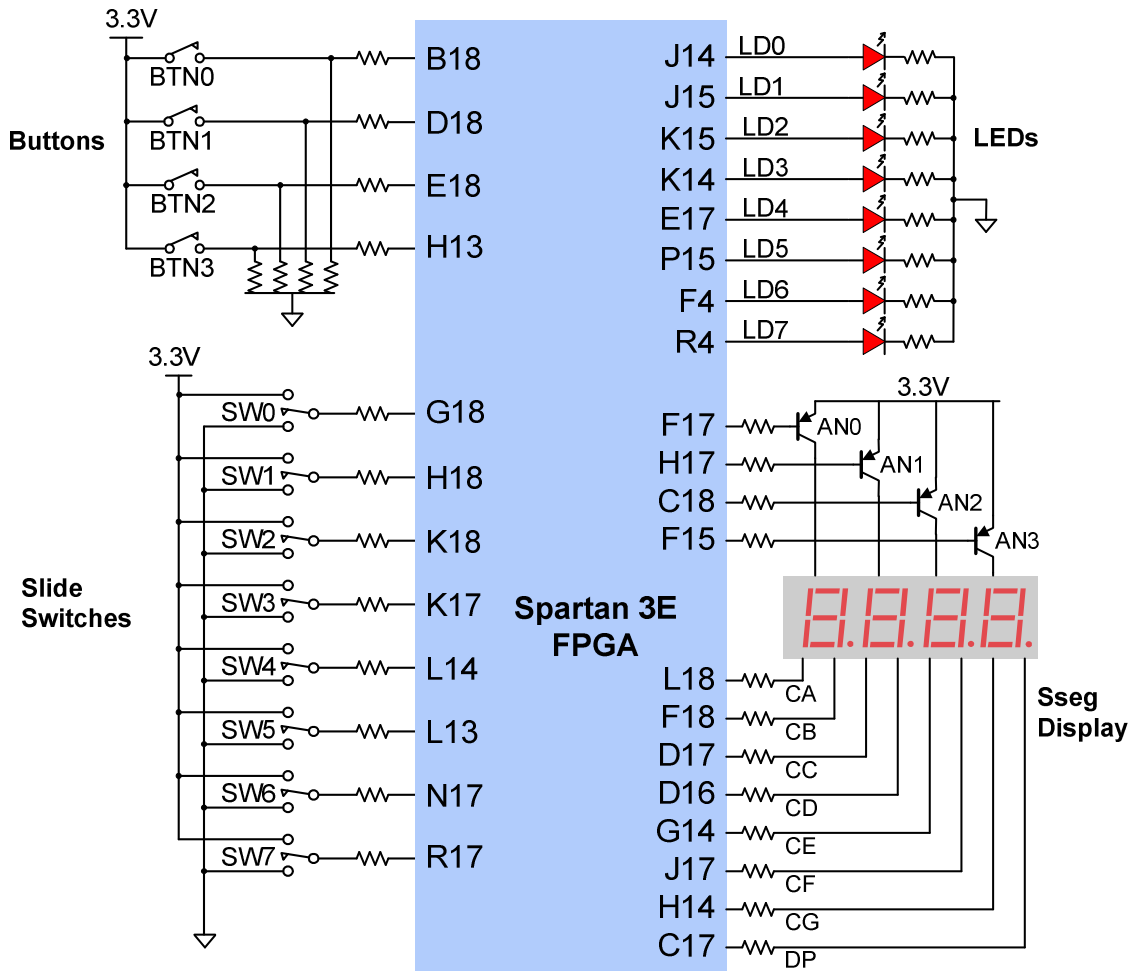 3.3V
BTN0
B18
BTN1
D18
Buttons
BTN2
E18
BTN3
H13
3.3V
SW0
G18
SW1
H18
SW2
K18
Slide
Switches
SW3
K17
SW4
L14
SW5
L13
SW6
N17
SW7
R17
Spartan 3E
FPGA
J14 LD0
J15 LD1
K15 LD2
LEDs
K14 LD3
E17 LD4
P15 LD5
F4 LD6
R4 LD7
3.3V
F17 AN0
H17 AN1
C18 AN2
F15 AN3
8.8.8.8.
L18 CA
F18 CB
D17 CC
D16 CD
G14 CE
J17 CF
H14 CG
C17 DP
Sseg
Display